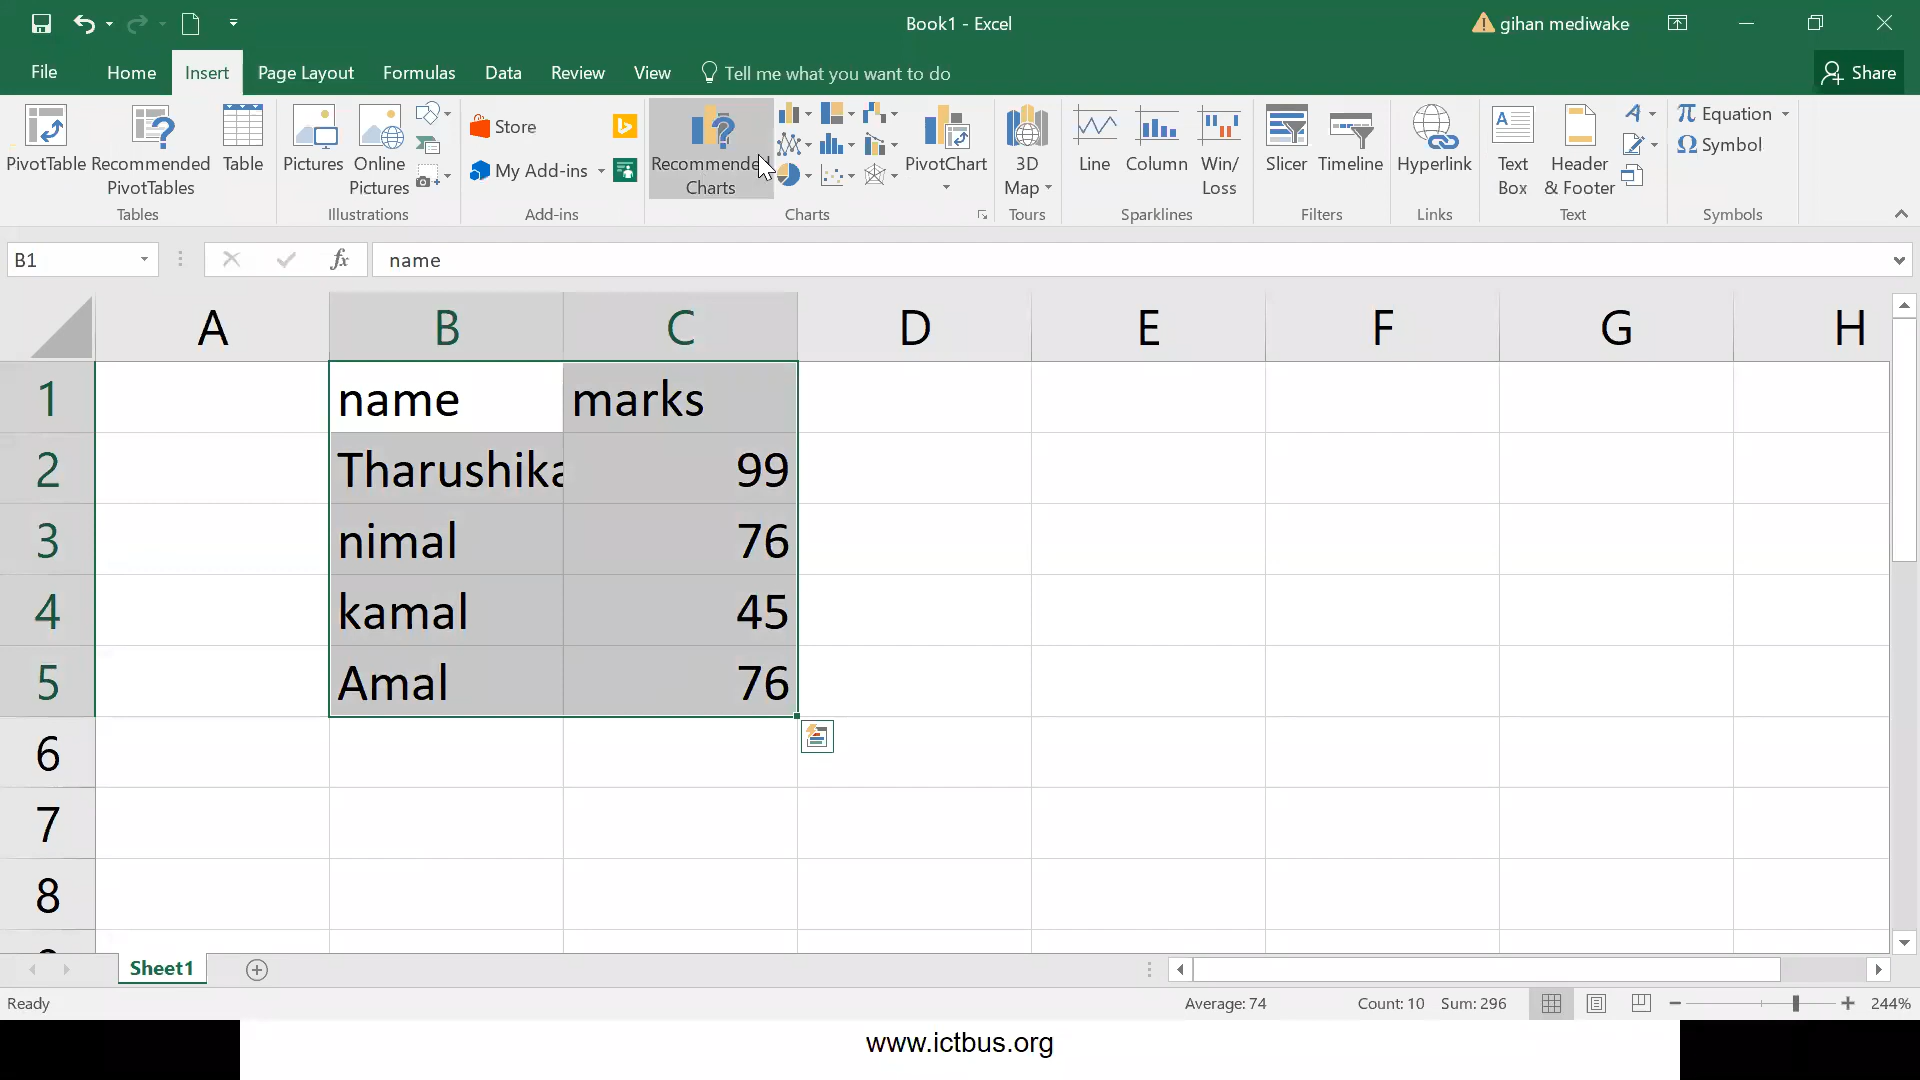 Book1 - Excel
gihan mediwake
File Home Insert Page Layout Formulas Data Review View Tell me what you want to do
Share
PivotTable
Recommended
PivotTables
Table
Tables
Pictures
Online
Pictures
Illustrations
Store
My Add-ins
Add-ins
Charts
PivotChart
Charts
3D
Map
Tours
Line
Column
Win/
Loss
Sparklines
Slicer
Timeline
Filters
Hyperlink
Links
Text
Box
Header
& Footer
Text
Equation
Symbol
Symbols
B1
fx
name
A B C D E F G H
1 name marks
2 Tharushika 99
3 nimal 76
4 kamal 45
5 Amal 76
6
7
8
Sheet1
Ready
Average: 74 Count: 10 Sum: 296 244%
www.ictbus.org